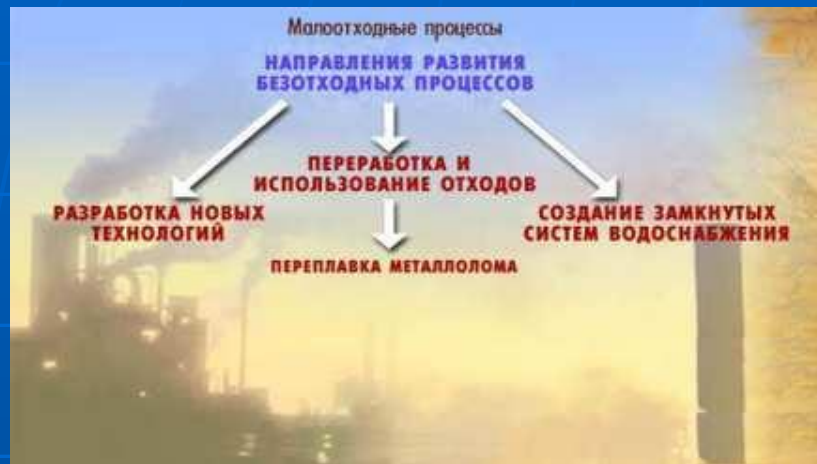 Малоотходные процессы
НАПРАВЛЕНИЯ РАЗВИТИЯ
БЕЗОТХОДНЫХ ПРОЦЕССОВ
ПЕРЕРАБОТКА И
ИСПОЛЬЗОВАНИЕ ОТХОДОВ
РАЗРАБОТКА НОВЫХ
ТЕХНОЛОГИЙ
СОЗДАНИЕ ЗАМКНУТЫХ
СИСТЕМ ВОДОСНАБЖЕНИЯ
ПЕРЕПЛАВКА МЕТАЛЛОЛОМА